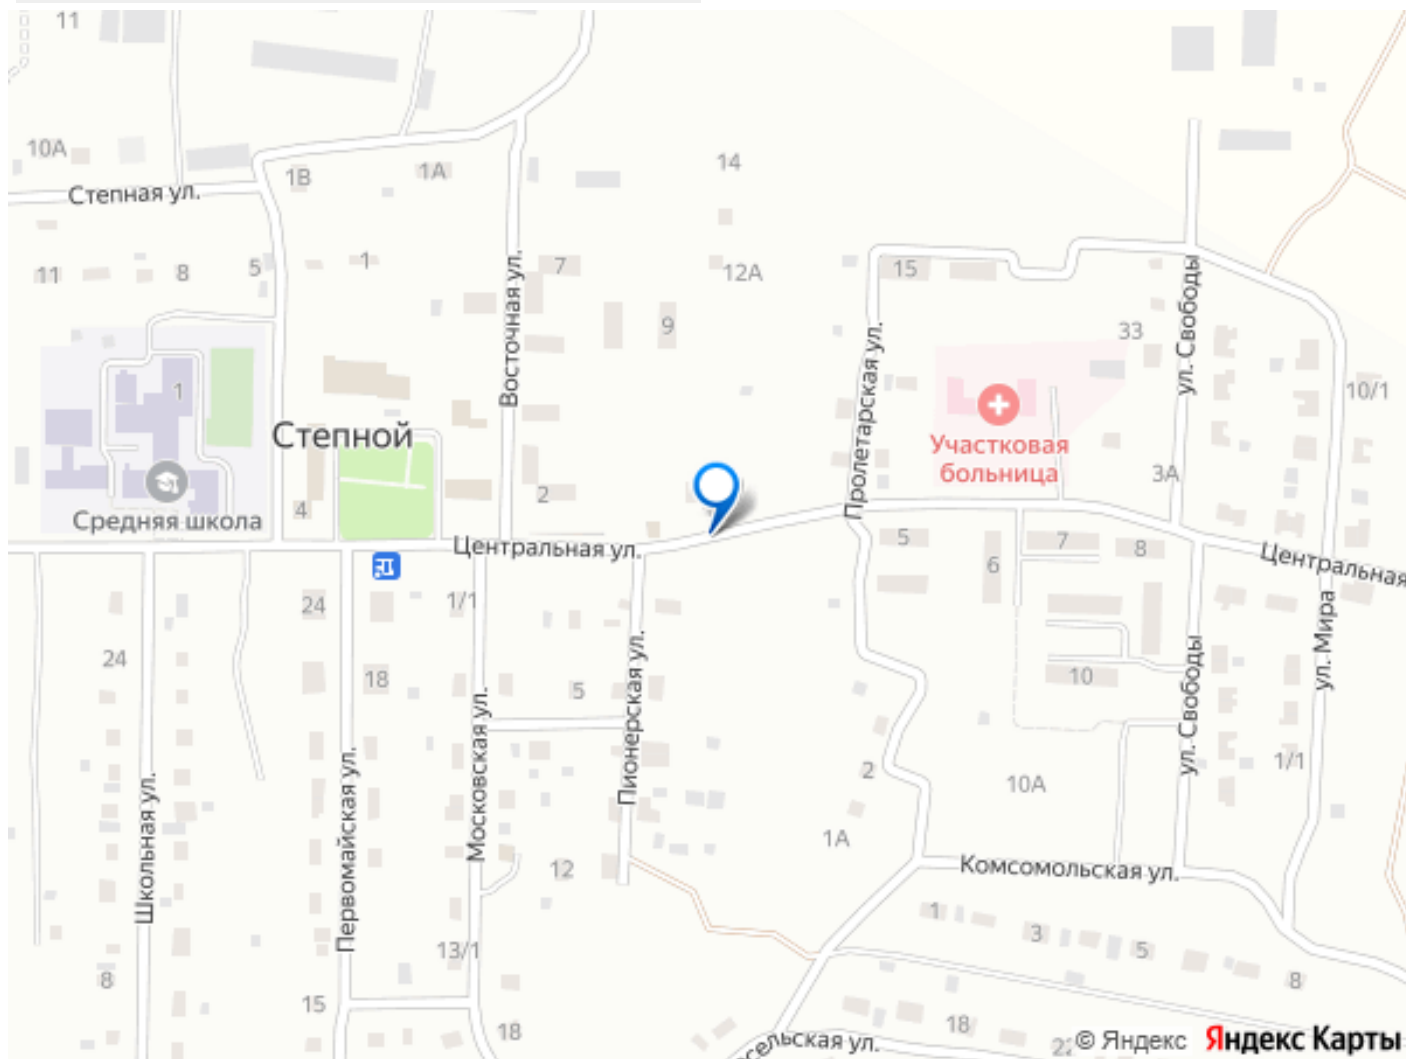 11
10А
Степная ул.
1В
1А
14
11
8
5
1
7
12А
15
9
33
Восточная ул.
Пролетарская ул.
ул. Свободы
10/1
1
Степной
Участковая
больница
3А
Средняя школа
4
2
Центральная ул.
5
6
7
8
Центральная
24
1/1
24
18
5
10
Пионерская ул.
ул. Свободы
ул. Мира
1/1
Школьная ул.
Первомайская ул.
Московская ул.
2
10А
1А
12
Комсомольская ул.
13/1
1
3
5
8
8
15
18
18
сельская ул.
22
© Яндекс
Яндекс Карты